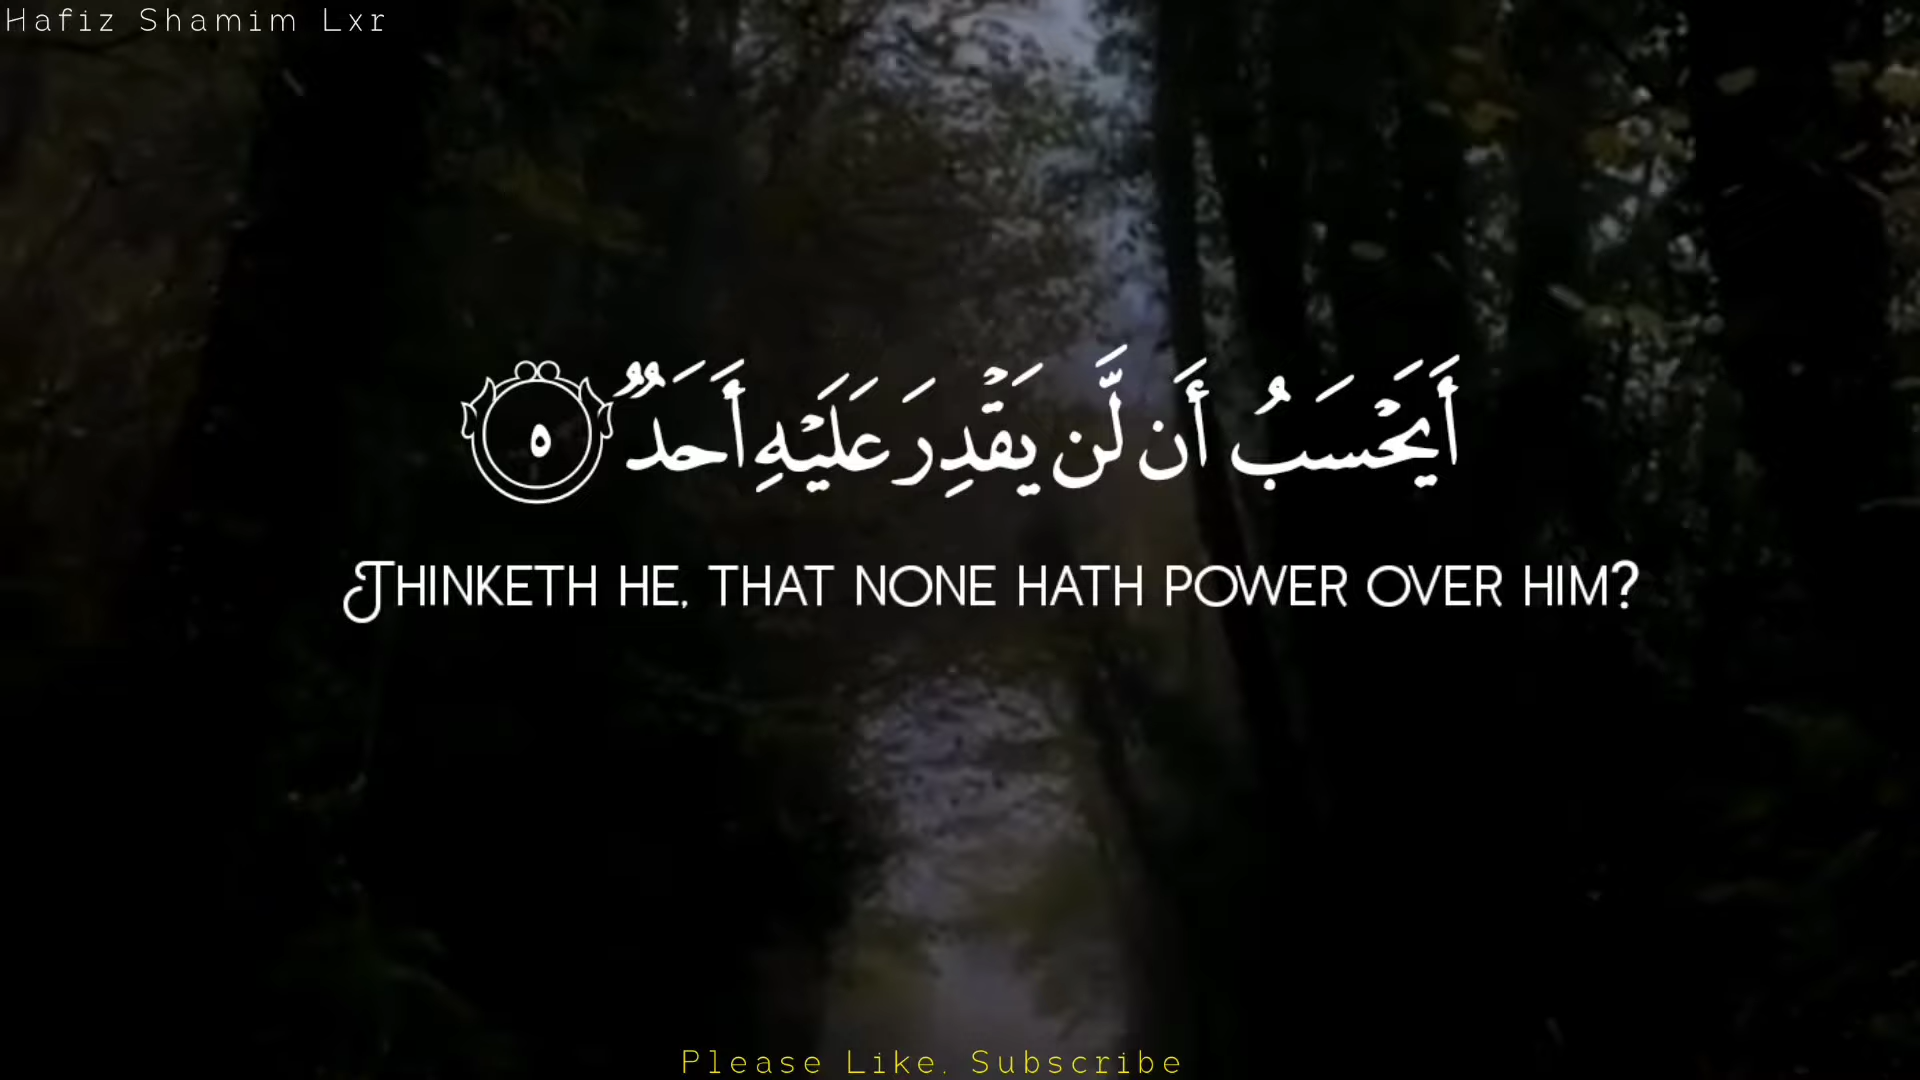 Hafiz Shamim Lxr
أَيَحْسَبُ أَن لَّن يَقْدِرَ عَلَيْهِ أَحَدٌ ٥
THINKETH HE, THAT NONE HATH POWER OVER HIM?
Please Like, Subscribe